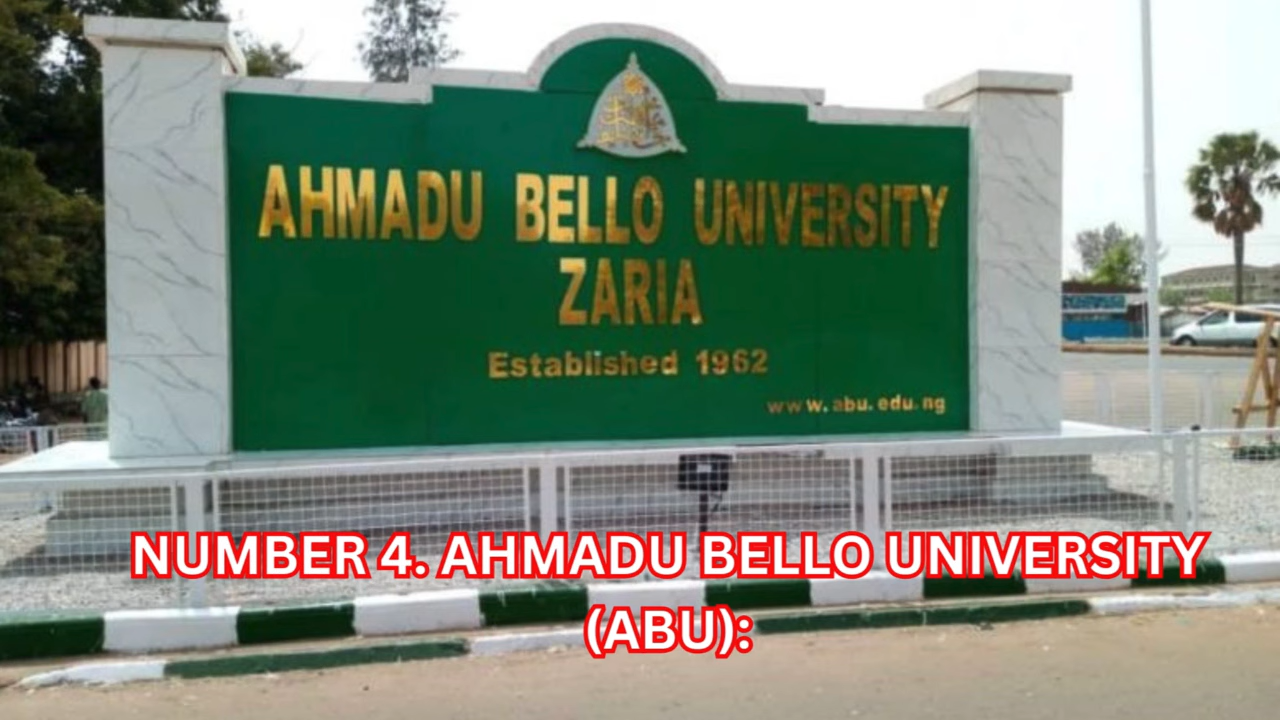 AHMADU BELLO UNIVERSITY
ZARIA
Established 1962
www.abu.edu.ng
NUMBER 4. AHMADU BELLO UNIVERSITY
(ABU):